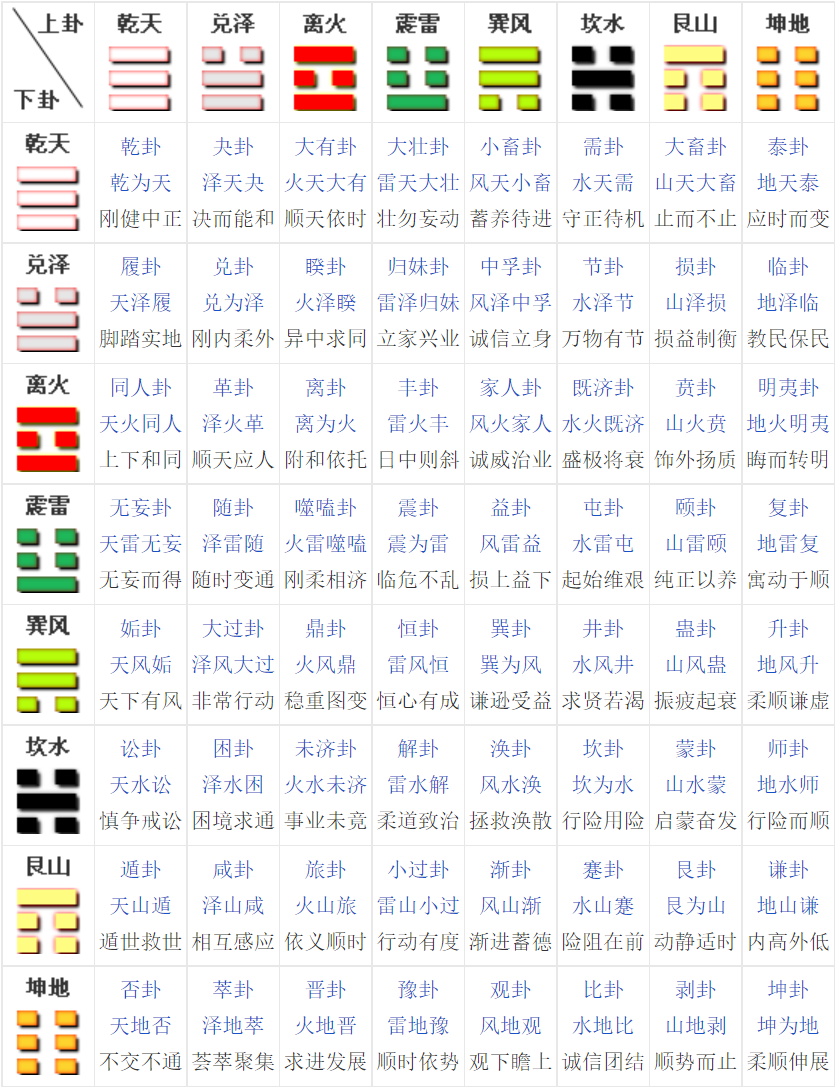 上卦 乾天 兑泽 离火 震雷 巽风 坎水 艮山 坤地
下卦
乾天 乾卦 夬卦 大有卦 大壮卦 小畜卦 需卦 大畜卦 泰卦
乾为天 泽天夬 火天大有 雷天大壮 风天小畜 水天需 山天大畜 地天泰
刚健中正 决而能和 顺天依时 壮勿妄动 蓄养待进 守正待机 止而不止 应时而变
兑泽 履卦 兑卦 睽卦 归妹卦 中孚卦 节卦 损卦 临卦
天泽履 兑为泽 火泽睽 雷泽归妹 风泽中孚 水泽节 山泽损 地泽临
脚踏实地 刚内柔外 异中求同 立家兴业 诚信立身 万物有节 损益制衡 教民保民
离火 同人卦 革卦 离卦 丰卦 家人卦 既济卦 贲卦 明夷卦
天火同人 泽火革 离为火 雷火丰 风火家人 水火既济 山火贲 地火明夷
上下和同 顺天应人 附和依托 日中则斜 诚威治业 盛极将衰 饰外扬质 晦而转明
震雷 无妄卦 随卦 噬嗑卦 震卦 益卦 屯卦 颐卦 复卦
天雷无妄 泽雷随 火雷噬嗑 震为雷 风雷益 水雷屯 山雷颐 地雷复
无妄而得 随时变通 刚柔相济 临危不乱 损上益下 起始维艰 纯正以养 寓动于顺
巽风 姤卦 大过卦 鼎卦 恒卦 巽卦 井卦 蛊卦 升卦
天风姤 泽风大过 火风鼎 雷风恒 巽为风 水风井 山风蛊 地风升
天下有风 非常行动 稳重图变 恒心有成 谦逊受益 求贤若渴 振疲起衰 柔顺谦虚
坎水 讼卦 困卦 未济卦 解卦 涣卦 坎卦 蒙卦 师卦
天水讼 泽水困 火水未济 雷水解 风水涣 坎为水 山水蒙 地水师
慎争戒讼 困境求通 事业未竟 柔道致治 拯救涣散 行险用险 启蒙奋发 行险而顺
艮山 遁卦 咸卦 旅卦 小过卦 渐卦 蹇卦 艮卦 谦卦
天山遁 泽山咸 火山旅 雷山小过 风山渐 水山蹇 艮为山 地山谦
遁世救世 相互感应 依义顺时 行动有度 渐进蓄德 险阻在前 动静适时 内高外低
坤地 否卦 萃卦 晋卦 豫卦 观卦 比卦 剥卦 坤卦
天地否 泽地萃 火地晋 雷地豫 风地观 水地比 山地剥 坤为地
不交不通 荟萃聚集 求进发展 顺时依势 观下瞻上 诚信团结 顺势而止 柔顺伸展